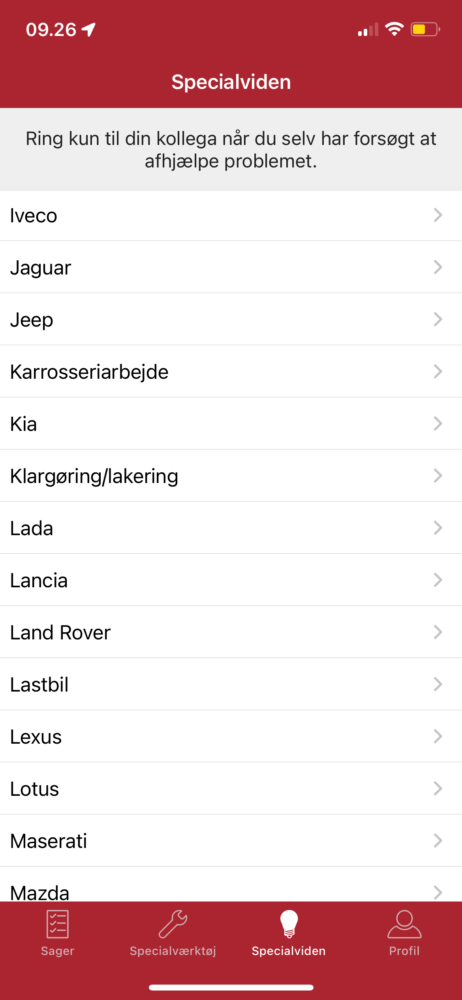 09.26
Specialviden
Ring kun til din kollega når du selv har forsøgt at
afhjælpe problemet.
Iveco
Jaguar
Jeep
Karrosseriarbejde
Kia
Klargøring/lakering
Lada
Lancia
Land Rover
Lastbil
Lexus
Lotus
Maserati
Mazda
Sager
Specialværktøj
Specialviden
Profil